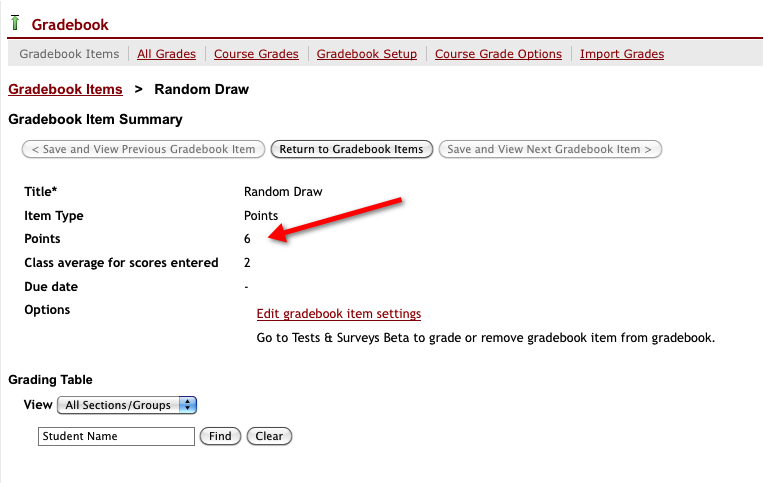 Gradebook
Gradebook Items All Grades Course Grades Gradebook Setup Course Grade Options Import Grades
Gradebook Items > Random Draw
Gradebook Item Summary
< Save and View Previous Gradebook Item Return to Gradebook Items Save and View Next Gradebook Item >
Title* Random Draw
Item Type Points
Points 6
Class average for scores entered 2
Due date -
Options
Edit gradebook item settings
Go to Tests & Surveys Beta to grade or remove gradebook item from gradebook.
Grading Table
View All Sections/Groups
Student Name Find Clear